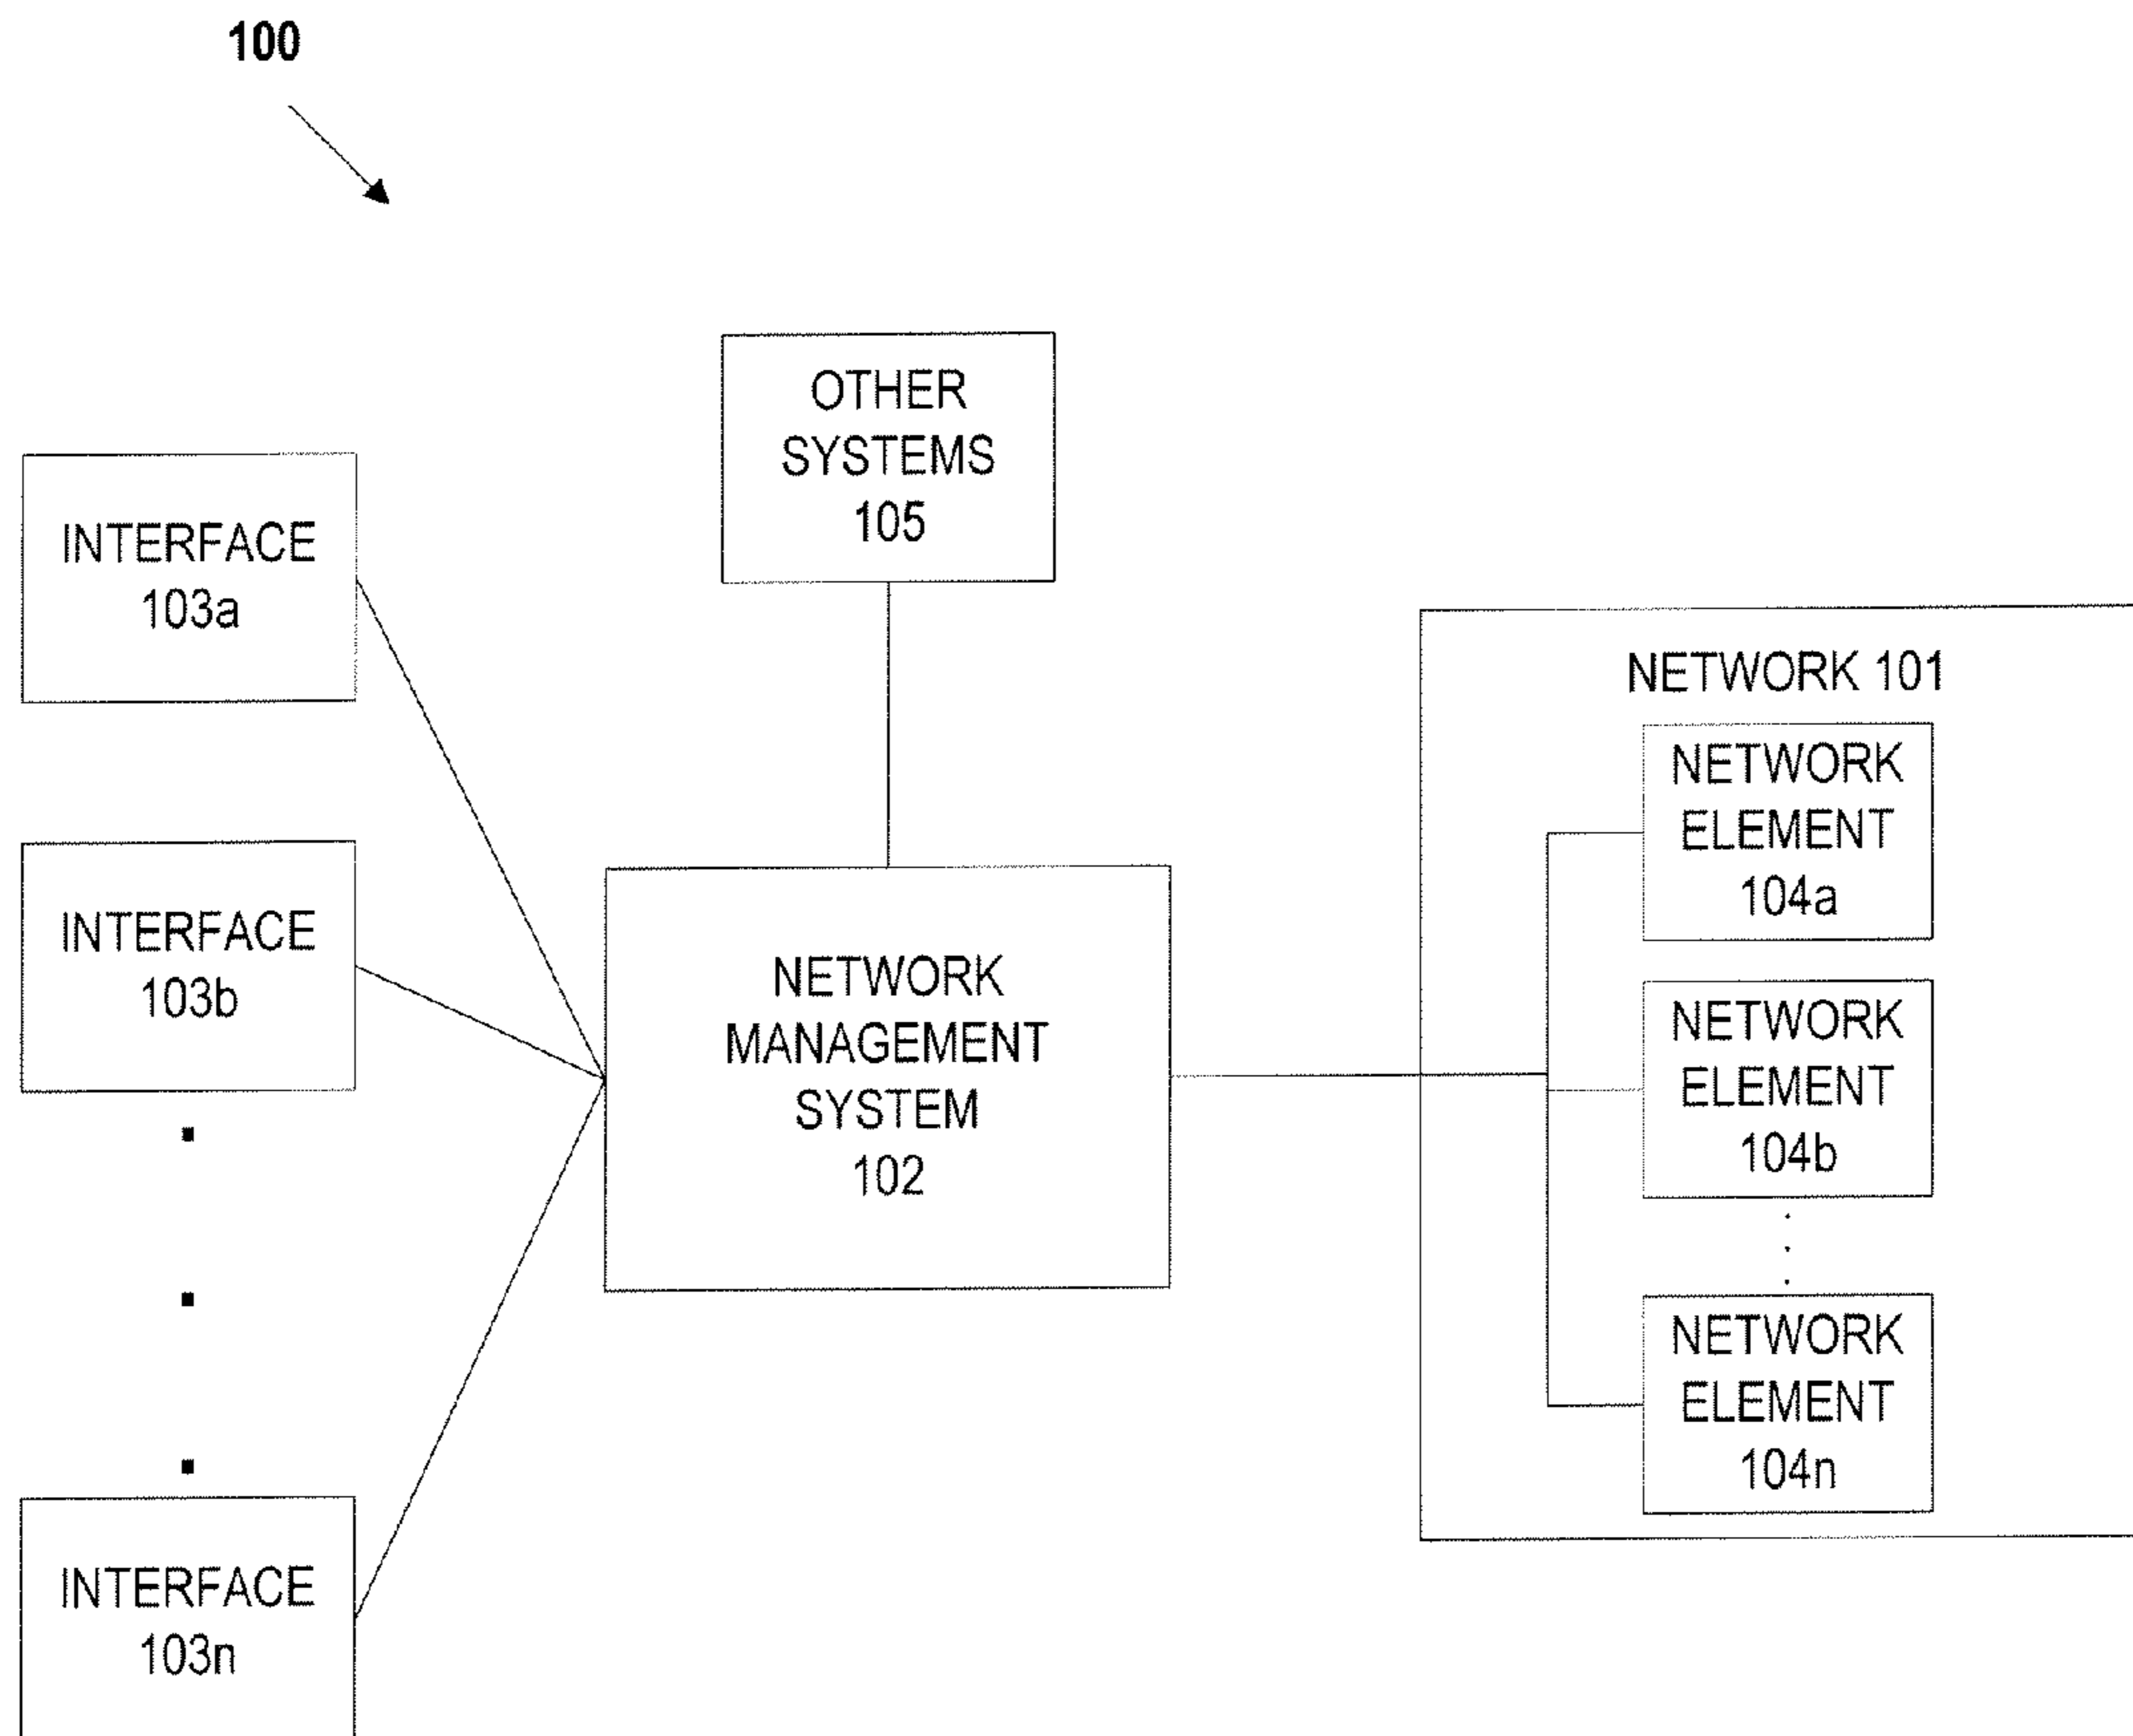 100
OTHER
SYSTEMS
105
INTERFACE
103a
INTERFACE
103b
INTERFACE
103n
NETWORK
MANAGEMENT
SYSTEM
102
NETWORK 101
NETWORK
ELEMENT
104a
NETWORK
ELEMENT
104b
NETWORK
ELEMENT
104n